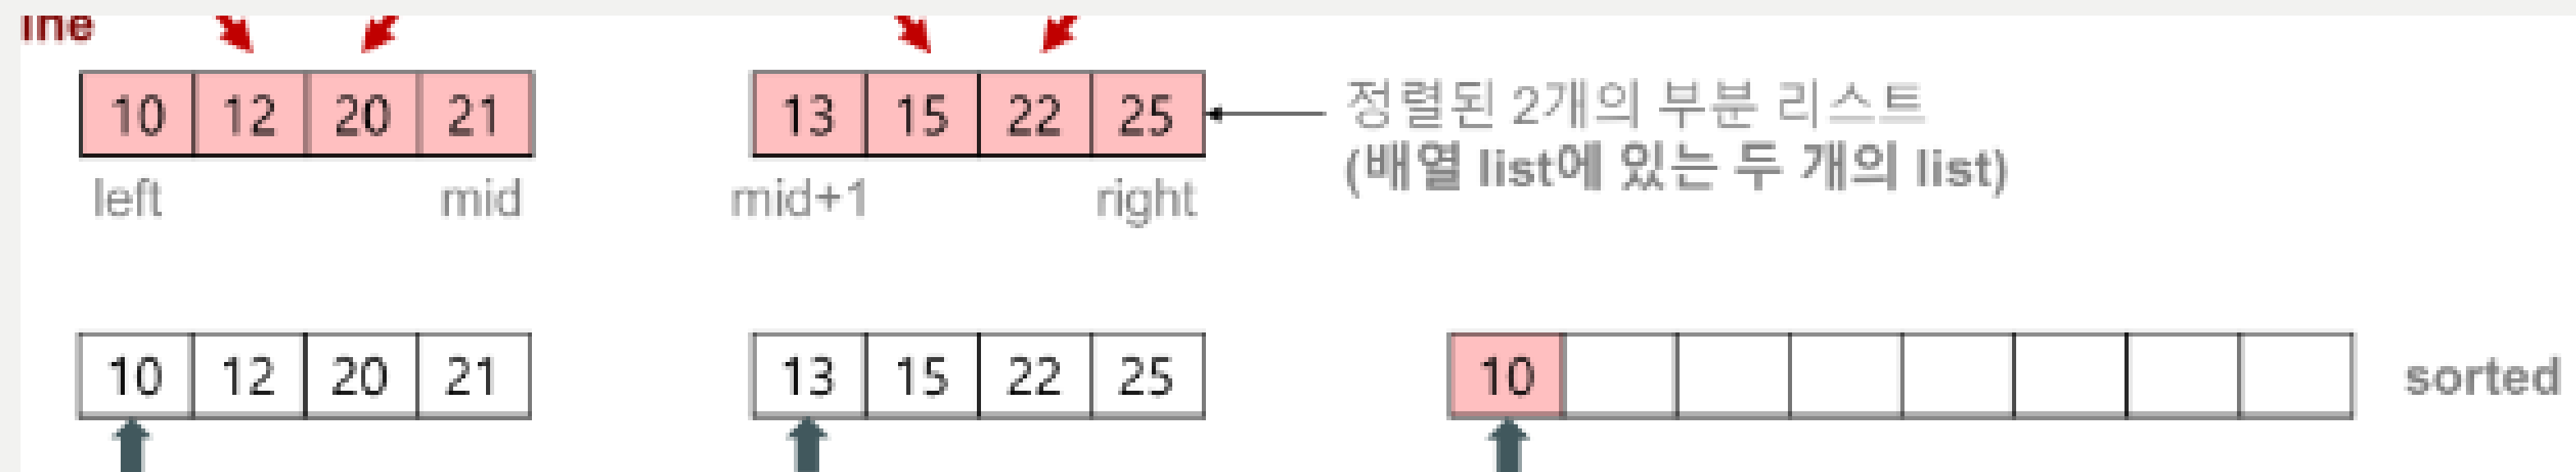 10 12 20 21 13 15 22 25 정렬된 2개의 부분 리스트
(배열 list에 있는 두 개의 list)
left mid mid+1 right
10 12 20 21 13 15 22 25 10 sorted